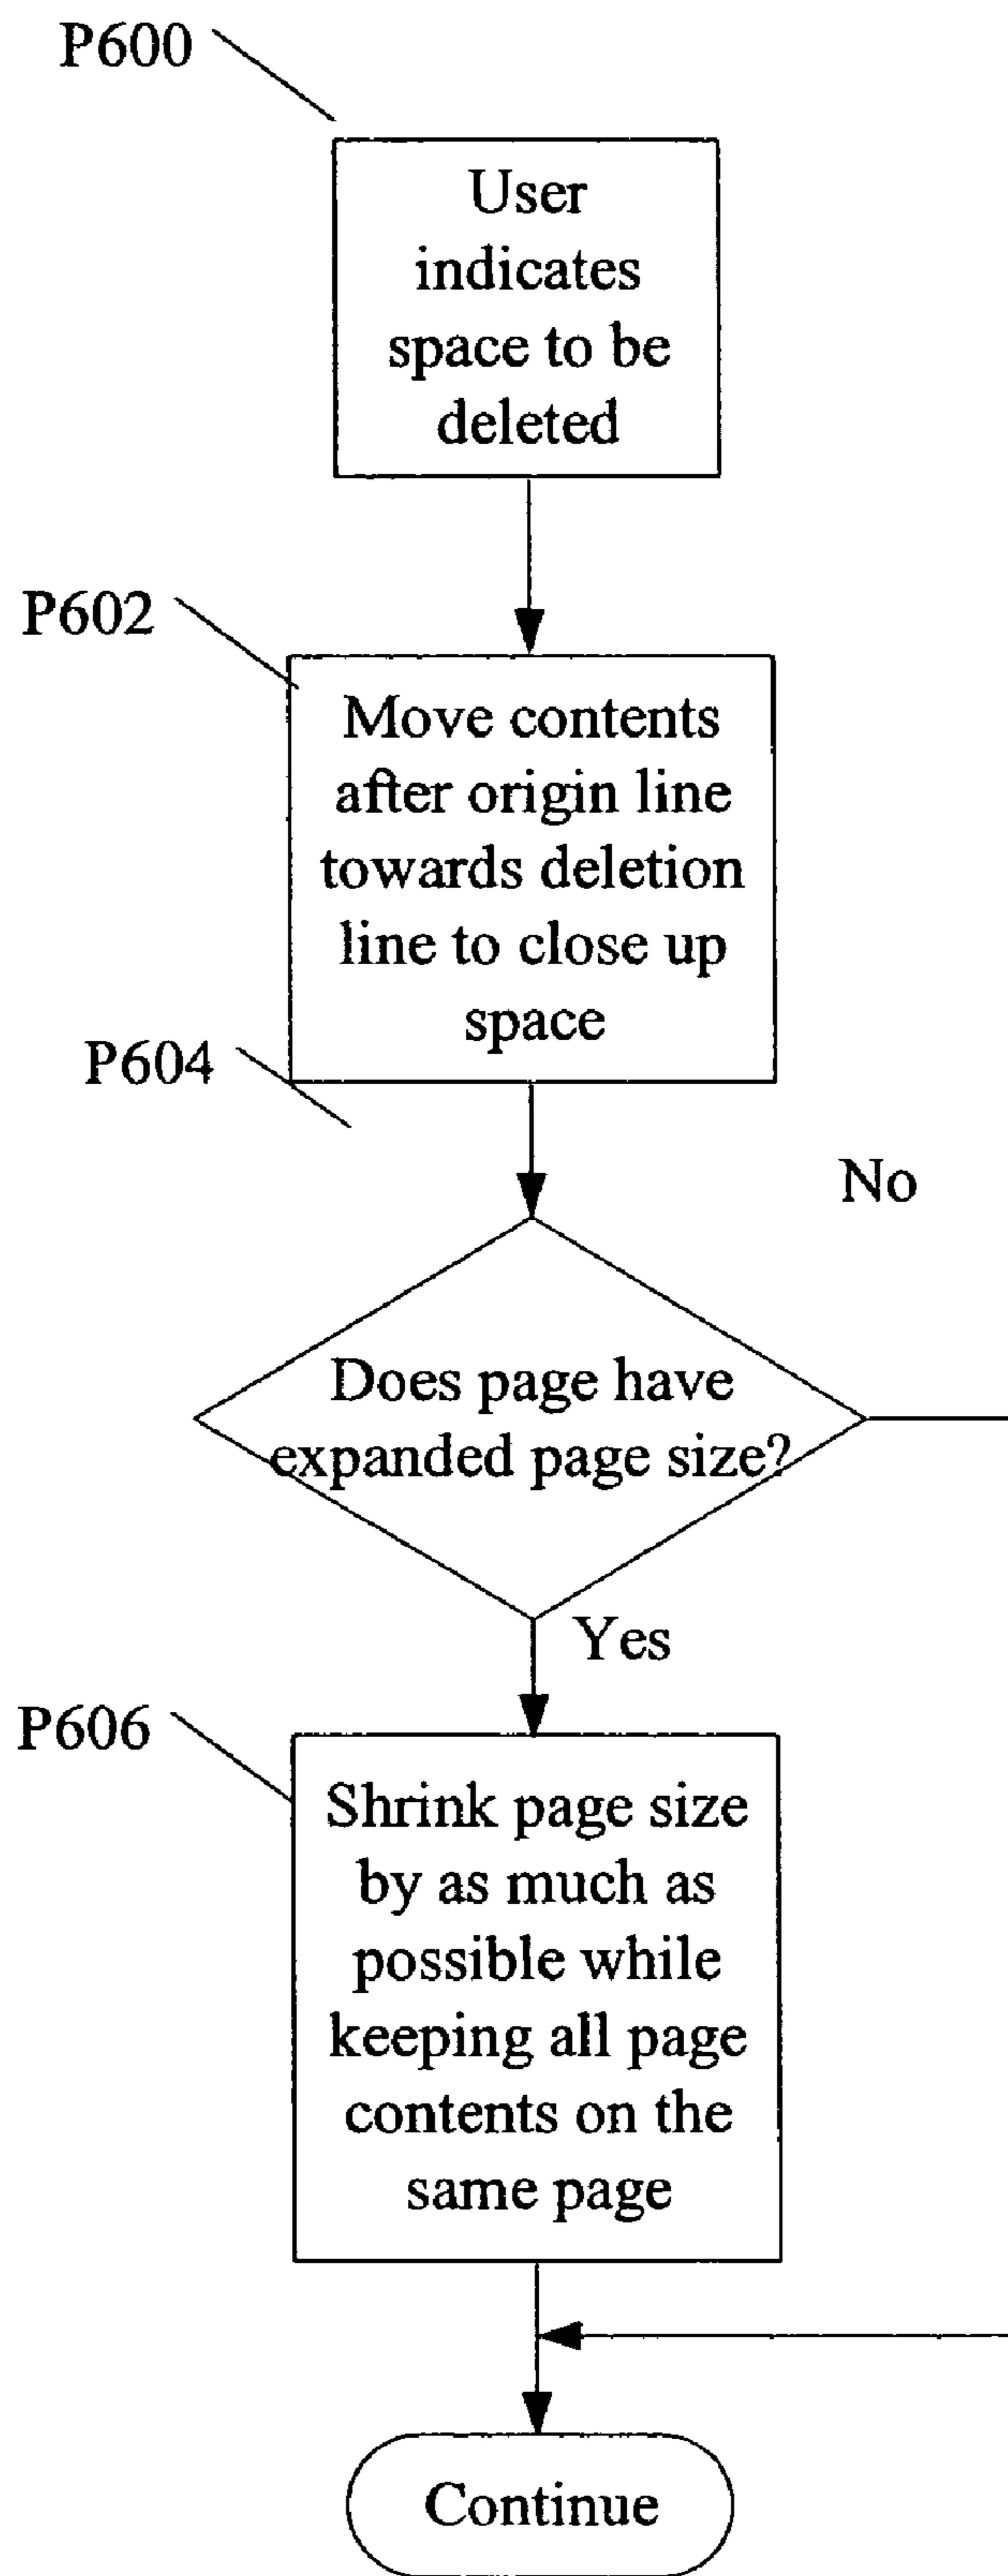 P600
User
indicates
space to be
deleted
P602
Move contents
after origin line
towards deletion
line to close up
space
P604
No
Does page have
expanded page size?
Yes
P606
Shrink page size
by as much as
possible while
keeping all page
contents on the
same page
Continue